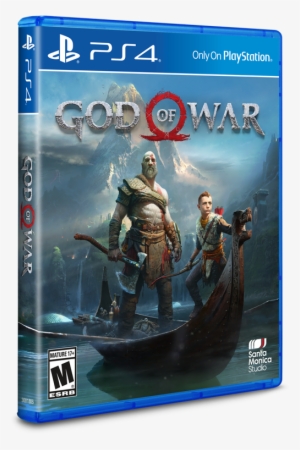 PS4
Only On PlayStation®
GOD OF WAR
PS4
GOD OF WAR
MATURE 17+
M
ESRB
Santa
Monica
Studio